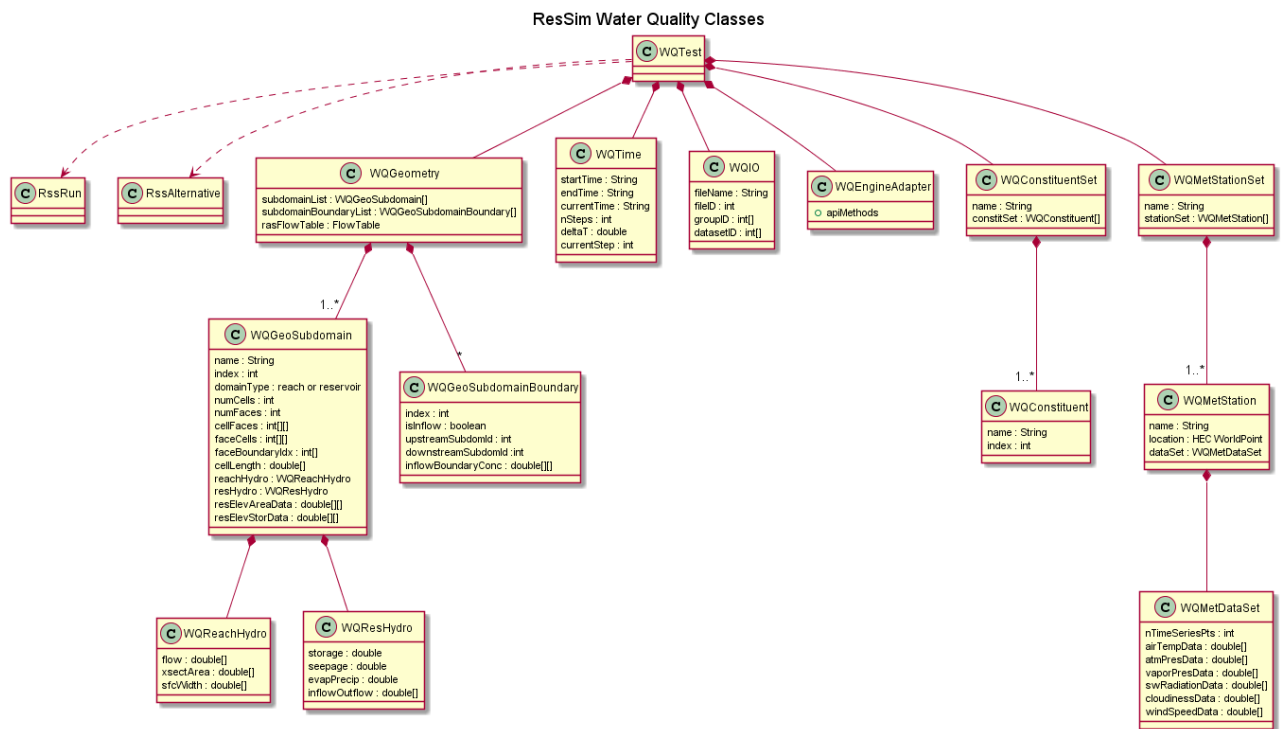 ResSim Water Quality Classes
C WQTest
C RssRun
C RssAlternative
C WQGeometry
subdomainList : WQGeoSubdomain[]
subdomainBoundaryList : WQGeoSubdomainBoundary[]
rasFlowTable : FlowTable
C WQTime
startTime : String
endTime : String
currentTime : String
nSteps : int
deltaT : double
currentStep : int
C WQIO
fileName : String
fileID : int
groupID : int[]
datasetID : int[]
C WQEngineAdapter
apiMethods
C WQConstituentSet
name : String
constitSet : WQConstituent[]
C WQMetStationSet
name : String
stationSet : WQMetStation[]
1..*
*
1..*
1..*
C WQGeoSubdomain
name : String
index : int
domainType : reach or reservoir
numCells : int
numFaces : int
cellFaces : int[][]
faceCells : int[][]
faceBoundaryIdx : int[]
cellLength : double[]
reachHydro : WQReachHydro
resHydro : WQResHydro
resElevAreaData : double[][]
resElevStorData : double[][]
C WQGeoSubdomainBoundary
index : int
isInflow : boolean
upstreamSubdomId : int
downstreamSubdomId :int
inflowBoundaryConc : double[][]
C WQConstituent
name : String
index : int
C WQMetStation
name : String
location : HEC WorldPoint
dataSet : WQMetDataSet
C WQReachHydro
flow : double[]
xsectArea : double[]
sfcWidth : double[]
C WQResHydro
storage : double
seepage : double
evapPrecip : double
inflowOutflow : double[]
C WQMetDataSet
nTimeSeriesPts : int
airTempData : double[]
atmPresData : double[]
vaporPresData : double[]
swRadiationData : double[]
cloudinessData : double[]
windSpeedData : double[]